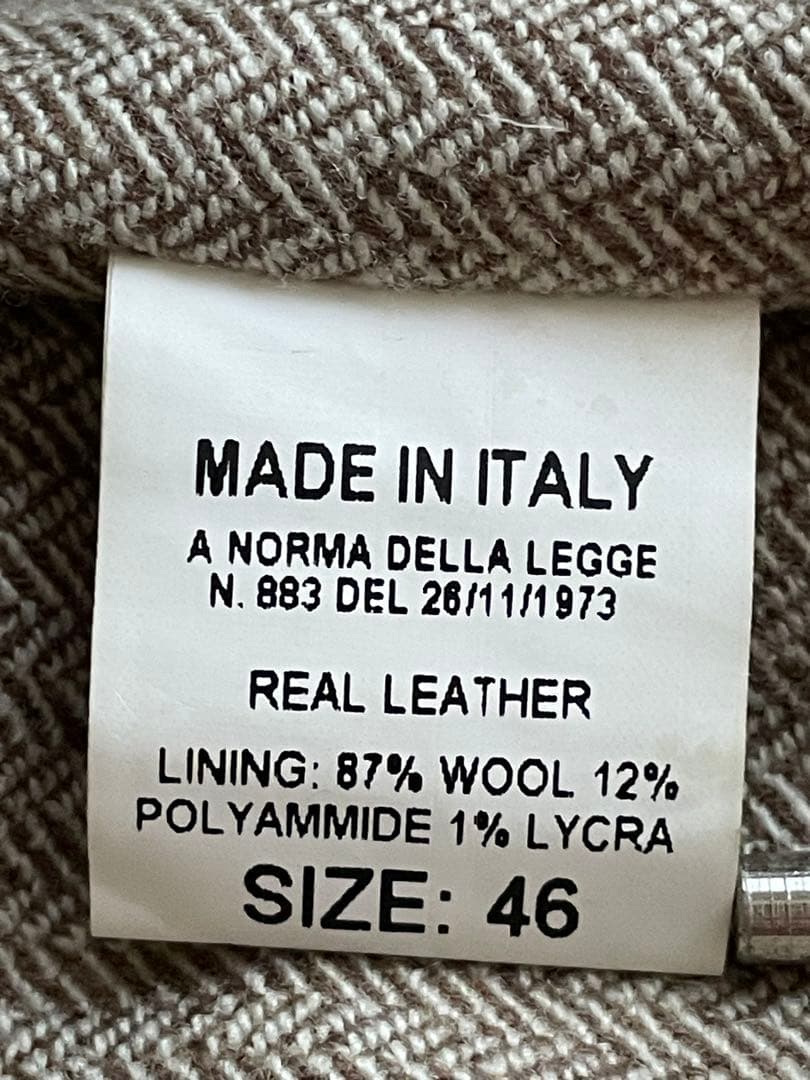 MADE IN ITALY
A NORMA DELLA LEGGE
N. 883 DEL 26/11/1973
REAL LEATHER
LINING: 87% WOOL 12%
POLYAMMIDE 1% LYCRA
SIZE: 46